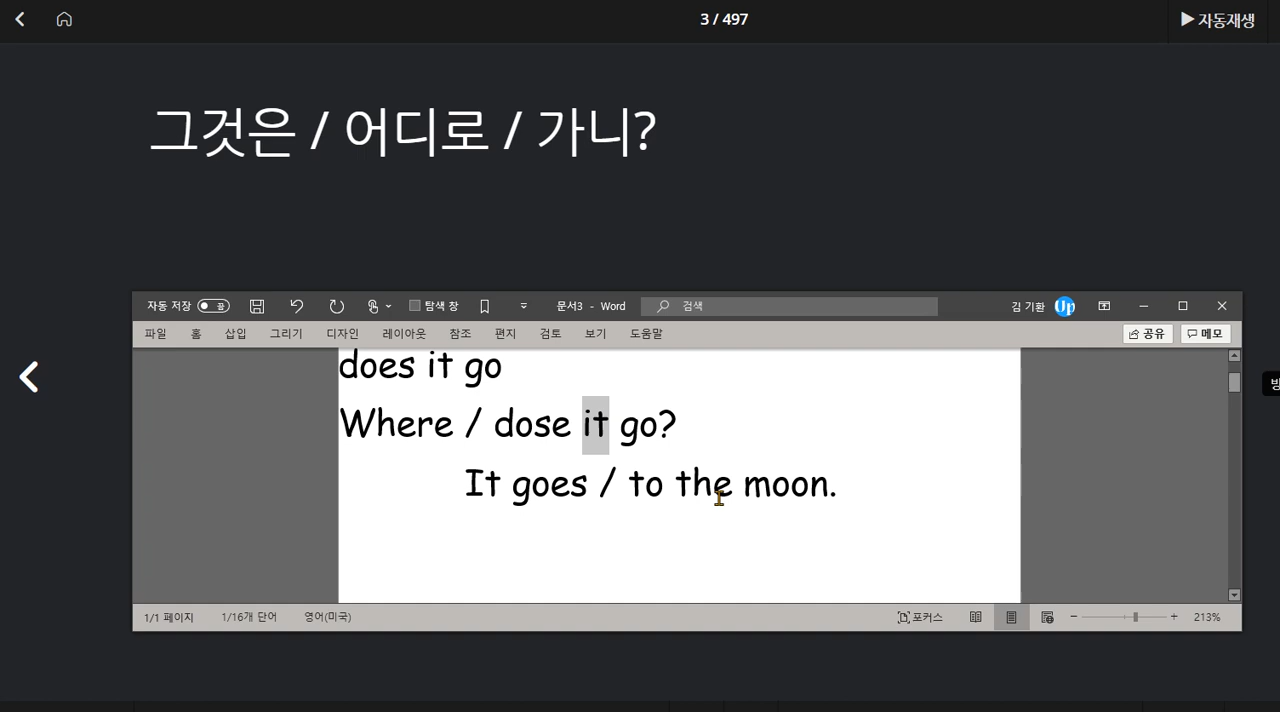 3 / 497
▶ 자동재생
그것은 / 어디로 / 가니?
자동 저장 끔 탐색 창 문서3 - Word 검색 김 기환 Up
파일 홈 삽입 그리기 디자인 레이아웃 참조 편지 검토 보기 도움말 공유 메모
does it go
Where / dose it go?
It goes / to the moon.
1/1 페이지 1/16개 단어 영어(미국) 포커스 213%